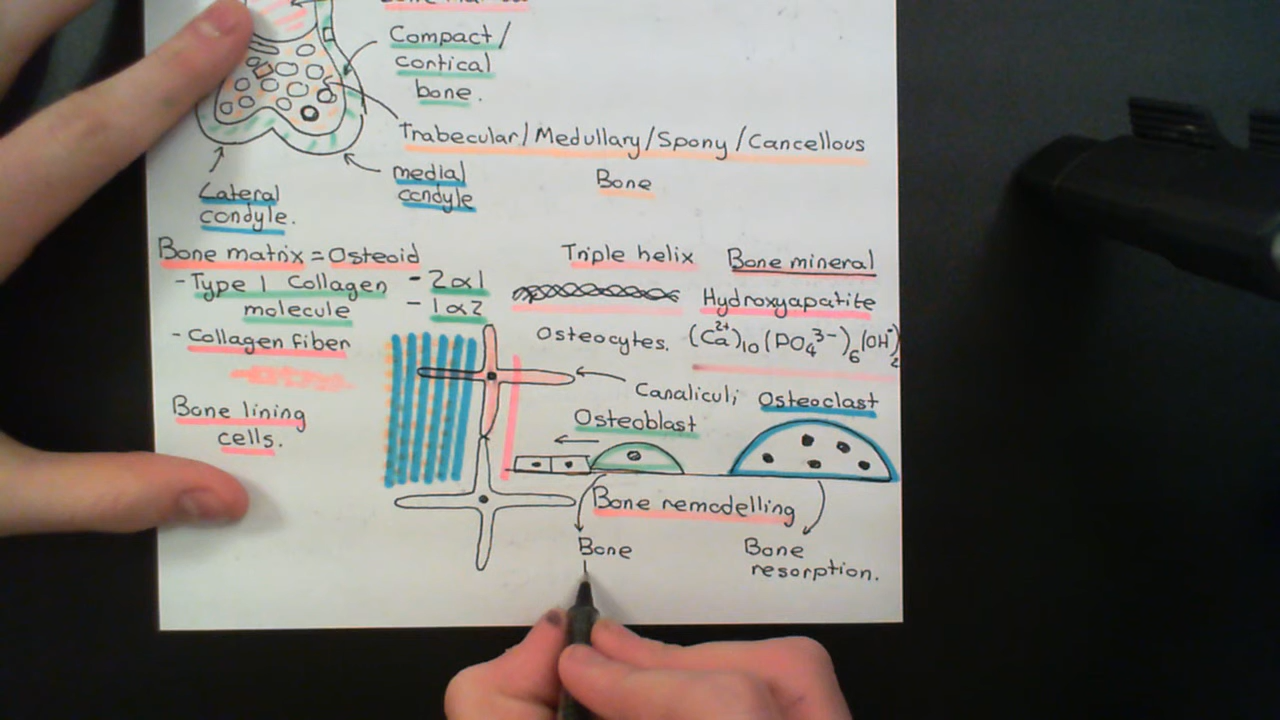 Compact/
cortical
bone.
Trabecular/Medullary/Spony/Cancellous
Bone
medial
condyle
Lateral
condyle.
Bone matrix = Osteoid
- Type 1 Collagen
molecule
- 2α1
- 1α2
- Collagen fiber
Triple helix
Bone mineral
Hydroxyapatite
(Ca²⁺)₁₀(PO₄³⁻)₆(OH⁻)₂
Osteocytes.
Canaliculi
Bone lining
cells.
Osteoblast
Osteoclast
Bone remodelling
Bone
Bone
resorption.